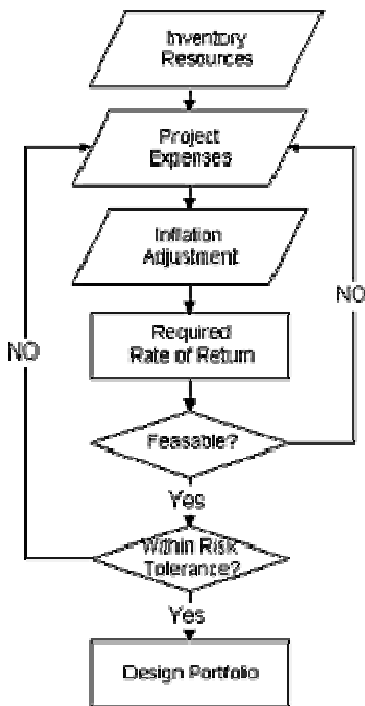 Inventory
Resources
Project
Expenses
Inflation
Adjustment
Required
Rate of Return
Feasable?
NO
NO
Yes
Within Risk
Tolerance?
Yes
Design Portfolio